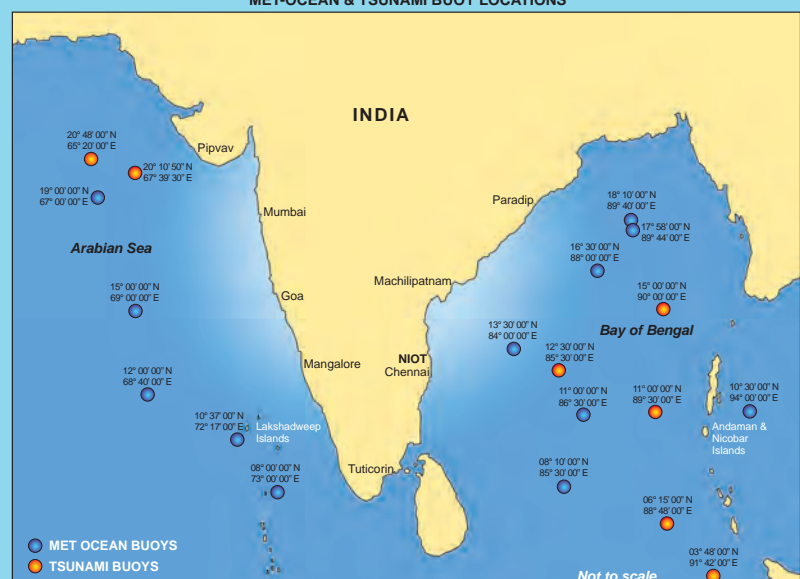 MET-OCEAN & TSUNAMI BUOY LOCATIONS
INDIA
Pipvav
20° 48' 00" N
65° 20' 00" E
20° 10' 50" N
67° 39' 30" E
19° 00' 00" N
67° 00' 00" E
Mumbai
Arabian Sea
Paradip
18° 10' 00" N
89° 40' 00" E
17° 58' 00" N
89° 44' 00" E
16° 30' 00" N
88° 00' 00" E
Machilipatnam
15° 00' 00" N
69° 00' 00" E
Goa
15° 00' 00" N
90° 00' 00" E
Bay of Bengal
13° 30' 00" N
84° 00' 00" E
12° 30' 00" N
85° 30' 00" E
NIOT
Chennai
Mangalore
12° 00' 00" N
68° 40' 00" E
11° 00' 00" N
86° 30' 00" E
11° 00' 00" N
89° 30' 00" E
10° 30' 00" N
94° 00' 00" E
10° 37' 00" N
72° 17' 00" E
Lakshadweep
Islands
Andaman &
Nicobar
Islands
Tuticorin
08° 00' 00" N
73° 00' 00" E
08° 10' 00" N
85° 30' 00" E
06° 15' 00" N
88° 48' 00" E
MET OCEAN BUOYS
TSUNAMI BUOYS
03° 48' 00" N
91° 42' 00" E
Not to scale